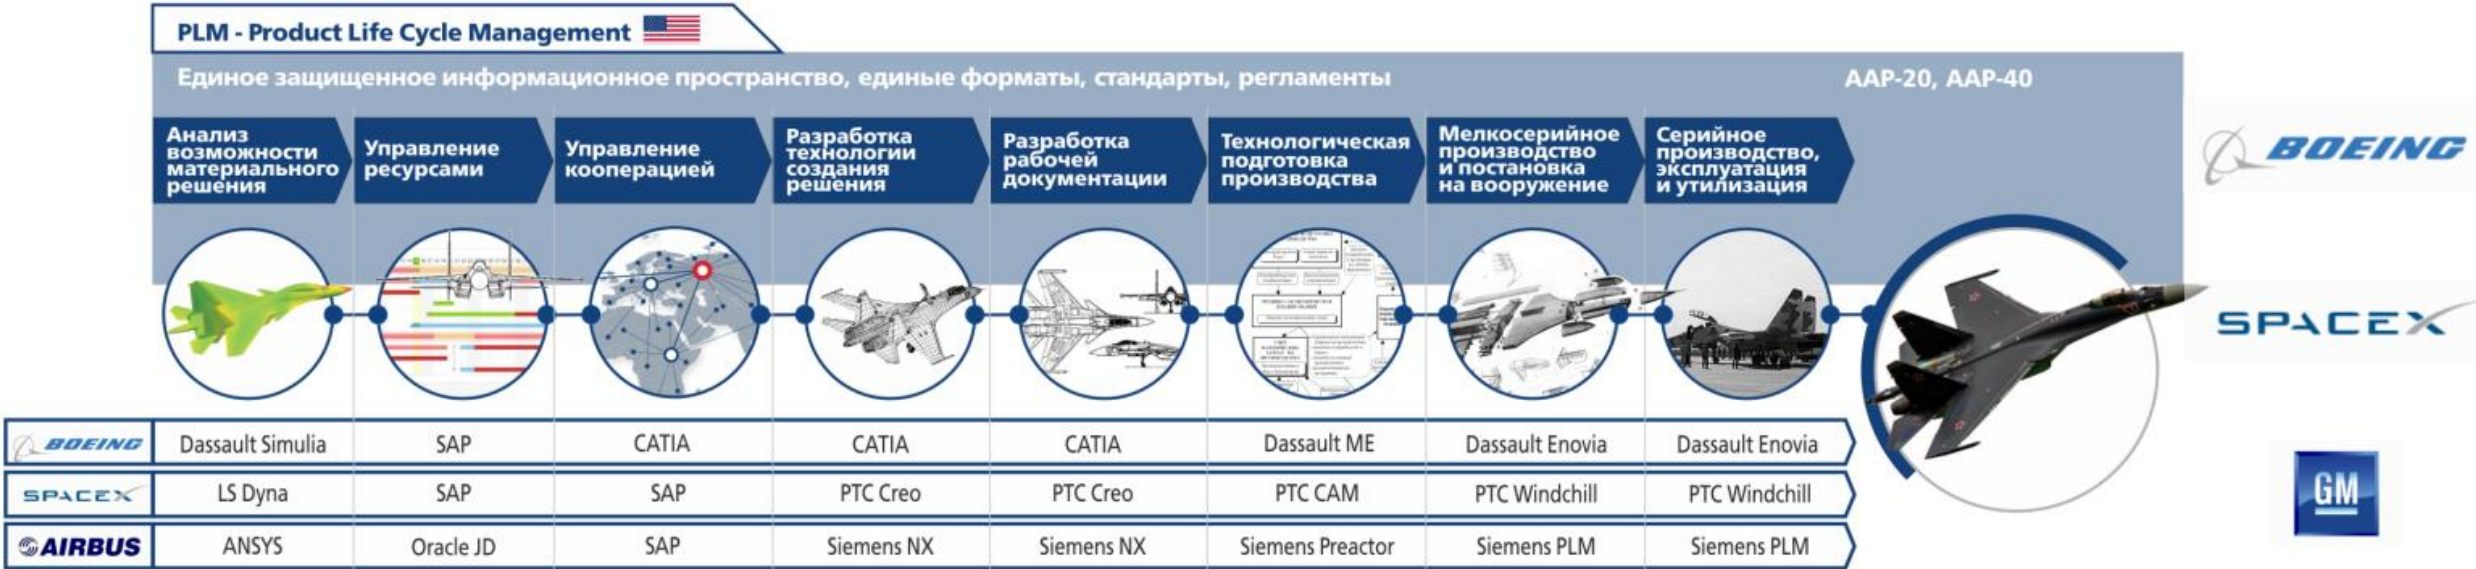 PLM - Product Life Cycle Management
Единое защищенное информационное пространство, единые форматы, стандарты, регламенты
AAP-20, AAP-40
Анализ
возможности
материального
решения
Управление
ресурсами
Управление
кооперацией
Разработка
технологии
создания
решения
Разработка
рабочей
документации
Технологическая
подготовка
производства
Мелкосерийное
производство
и постановка
на вооружение
Серийное
производство,
эксплуатация
и утилизация
BOEING
SPACEX
GM
BOEING Dassault Simulia SAP CATIA CATIA CATIA Dassault ME Dassault Enovia Dassault Enovia
SPACEX LS Dyna SAP SAP PTC Creo PTC Creo PTC CAM PTC Windchill PTC Windchill
AIRBUS ANSYS Oracle JD SAP Siemens NX Siemens NX Siemens Preactor Siemens PLM Siemens PLM